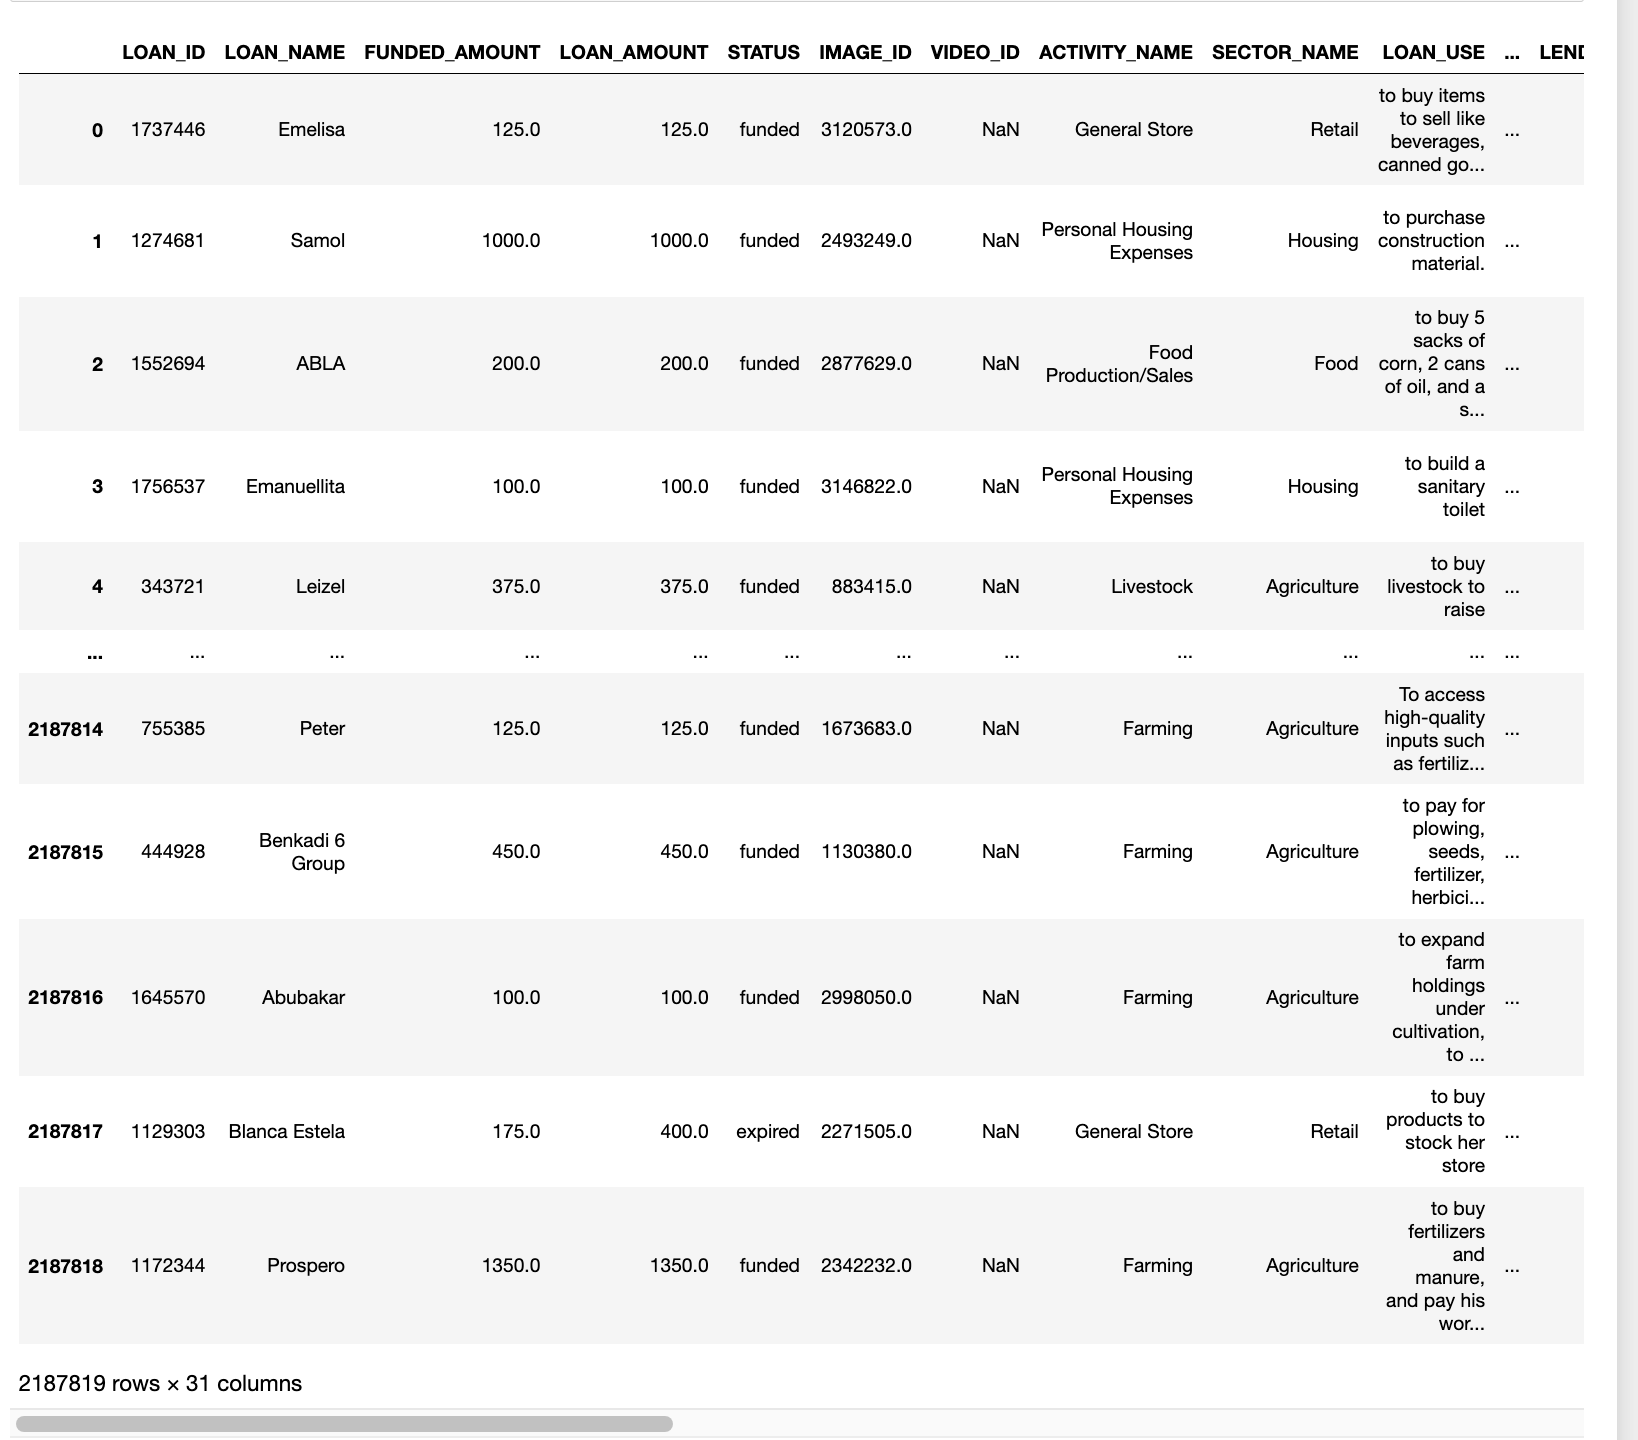 LOAN_ID LOAN_NAME FUNDED_AMOUNT LOAN_AMOUNT STATUS IMAGE_ID VIDEO_ID ACTIVITY_NAME SECTOR_NAME LOAN_USE ... LEND
0 1737446 Emelisa 125.0 125.0 funded 3120573.0 NaN General Store Retail to buy items to sell like beverages, canned go... ...
1 1274681 Samol 1000.0 1000.0 funded 2493249.0 NaN Personal Housing Expenses Housing to purchase construction material. ...
2 1552694 ABLA 200.0 200.0 funded 2877629.0 NaN Food Production/Sales Food to buy 5 sacks of corn, 2 cans of oil, and a s... ...
3 1756537 Emanuellita 100.0 100.0 funded 3146822.0 NaN Personal Housing Expenses Housing to build a sanitary toilet ...
4 343721 Leizel 375.0 375.0 funded 883415.0 NaN Livestock Agriculture to buy livestock to raise ...
... ... ... ... ... ... ... ... ... ... ... ...
2187814 755385 Peter 125.0 125.0 funded 1673683.0 NaN Farming Agriculture To access high-quality inputs such as fertiliz... ...
2187815 444928 Benkadi 6 Group 450.0 450.0 funded 1130380.0 NaN Farming Agriculture to pay for plowing, seeds, fertilizer, herbici... ...
2187816 1645570 Abubakar 100.0 100.0 funded 2998050.0 NaN Farming Agriculture to expand farm holdings under cultivation, to ... ...
2187817 1129303 Blanca Estela 175.0 400.0 expired 2271505.0 NaN General Store Retail to buy products to stock her store ...
2187818 1172344 Prospero 1350.0 1350.0 funded 2342232.0 NaN Farming Agriculture to buy fertilizers and manure, and pay his wor... ...
2187819 rows × 31 columns